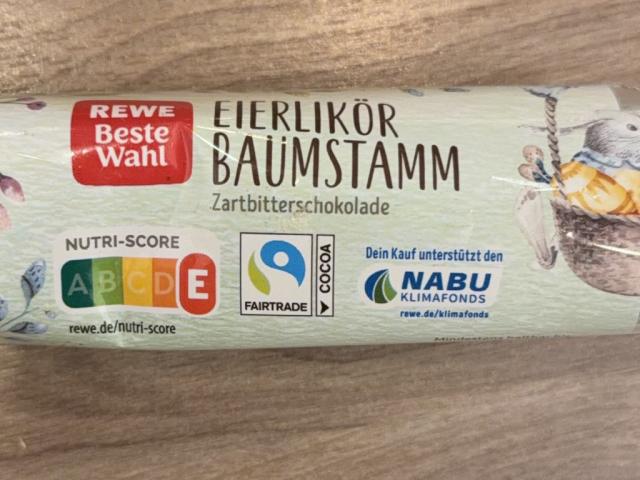 REWE
Beste
Wahl
EIERLIKÖR
BAUMSTAMM
Zartbitterschokolade
NUTRI-SCORE
A B C D E
rewe.de/nutri-score
FAIRTRADE
COCOA
Dein Kauf unterstützt den
NABU
KLIMAFONDS
rewe.de/klimafonds